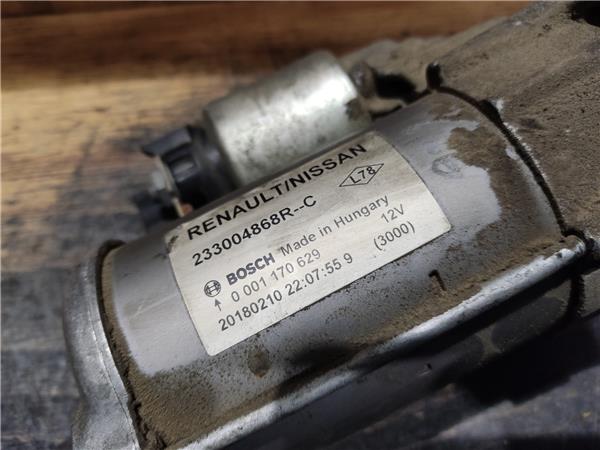 RENAULT/NISSAN
233004868R--C
L78
BOSCH Made in Hungary
0 001 170 629 12V
20180210 22:07:55 9 (3000)